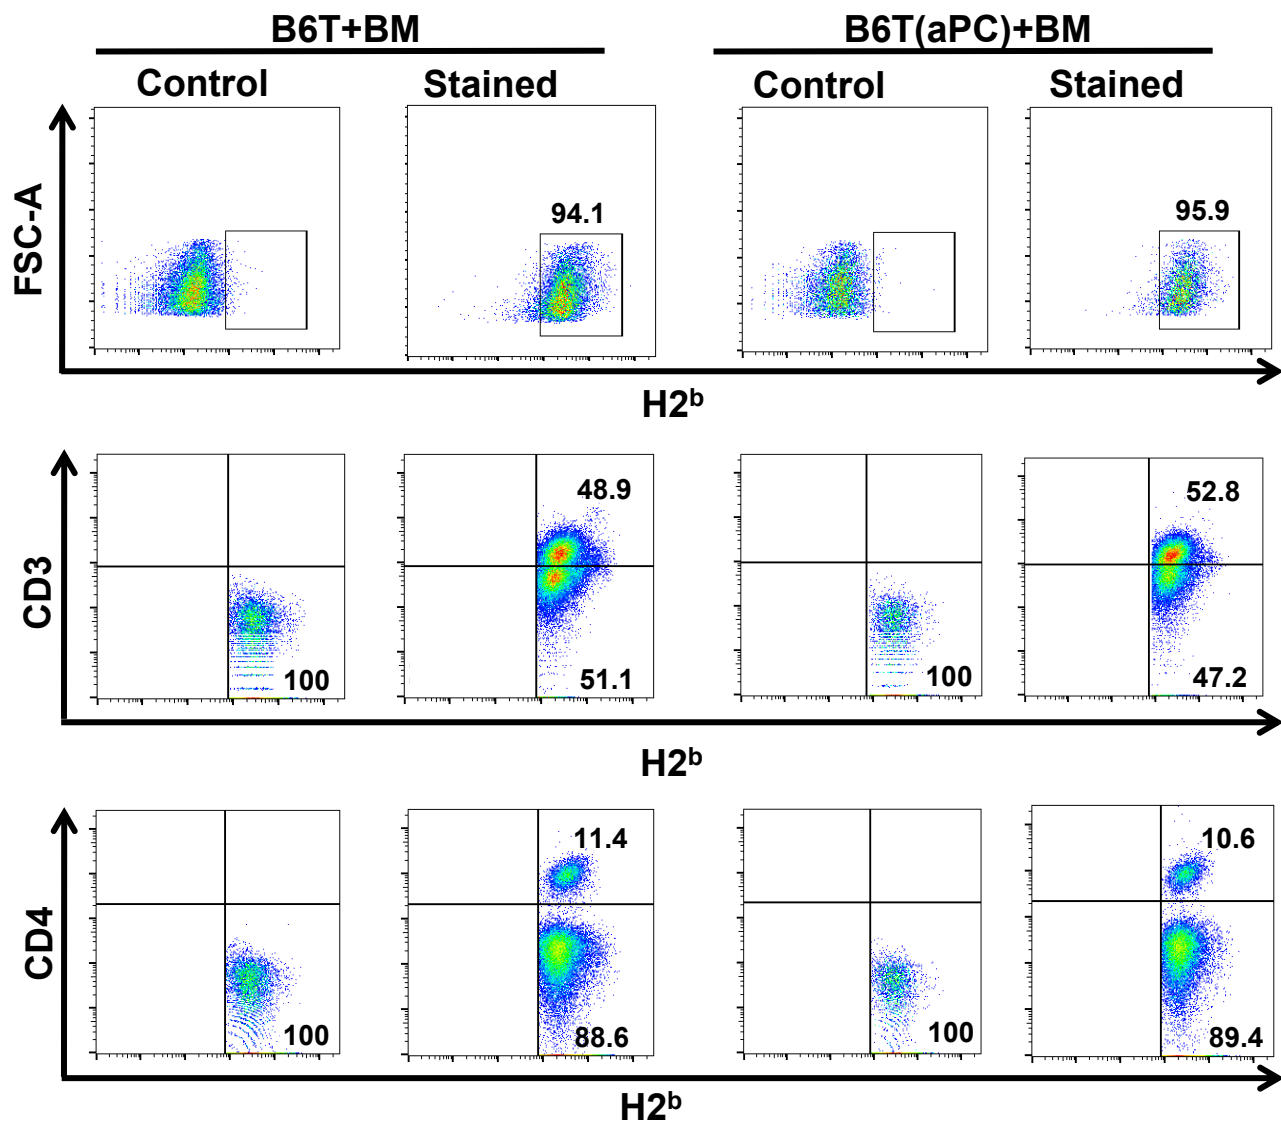 B6T+BM B6T(aPC)+BM
Control Stained Control Stained
FSC-A
94.1 95.9
H2ᵇ
CD3
48.9 52.8
100 51.1 100 47.2
H2ᵇ
CD4
11.4 10.6
100 88.6 100 89.4
H2ᵇ